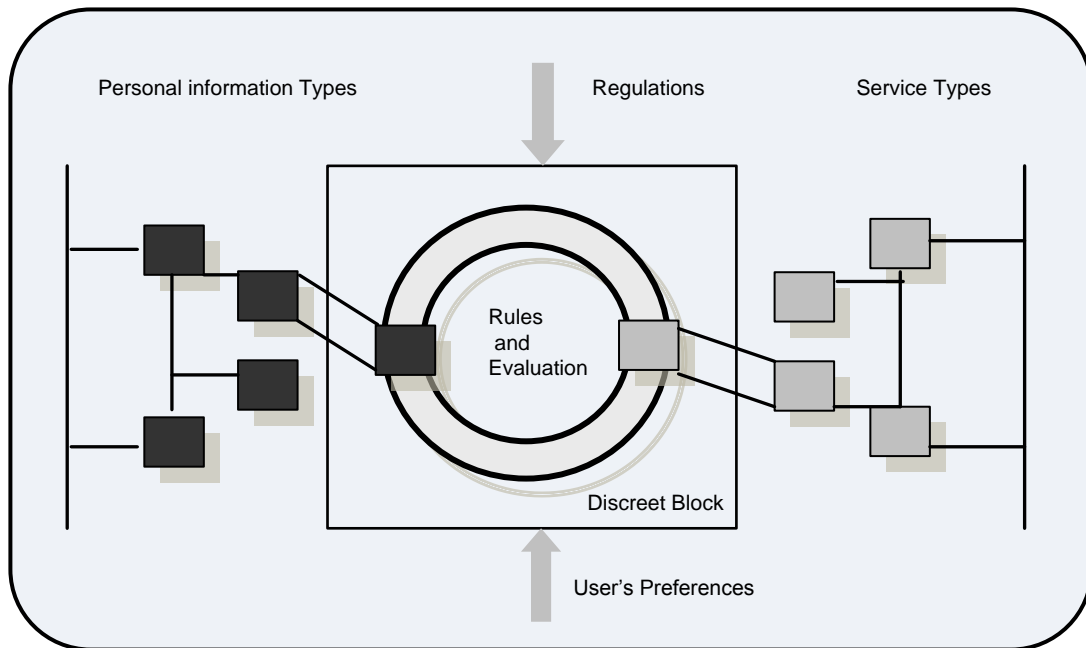 Personal information Types
Regulations
Service Types
Rules
and
Evaluation
Discreet Block
User's Preferences